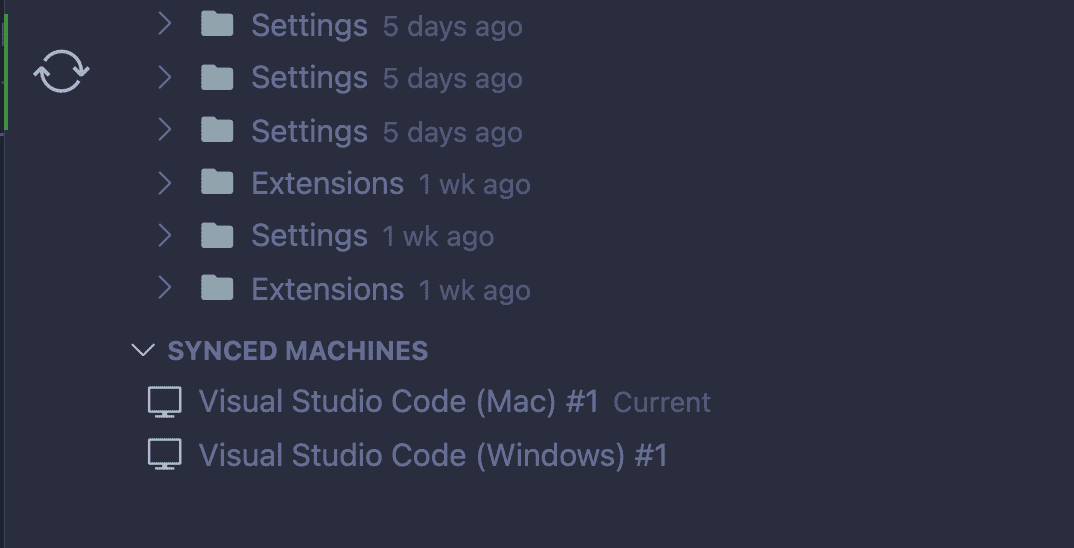 Settings 5 days ago
Settings 5 days ago
Settings 5 days ago
Extensions 1 wk ago
Settings 1 wk ago
Extensions 1 wk ago
SYNCED MACHINES
Visual Studio Code (Mac) #1 Current
Visual Studio Code (Windows) #1